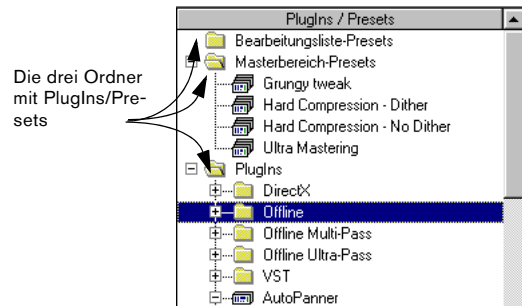 PlugIns / Presets
Bearbeitungsliste-Presets
Masterbereich-Presets
Die drei Ordner
mit PlugIns/Pre-
sets
Grungy tweak
Hard Compression - Dither
Hard Compression - No Dither
Ultra Mastering
PlugIns
DirectX
Offline
Offline Multi-Pass
Offline Ultra-Pass
VST
AutoPanner